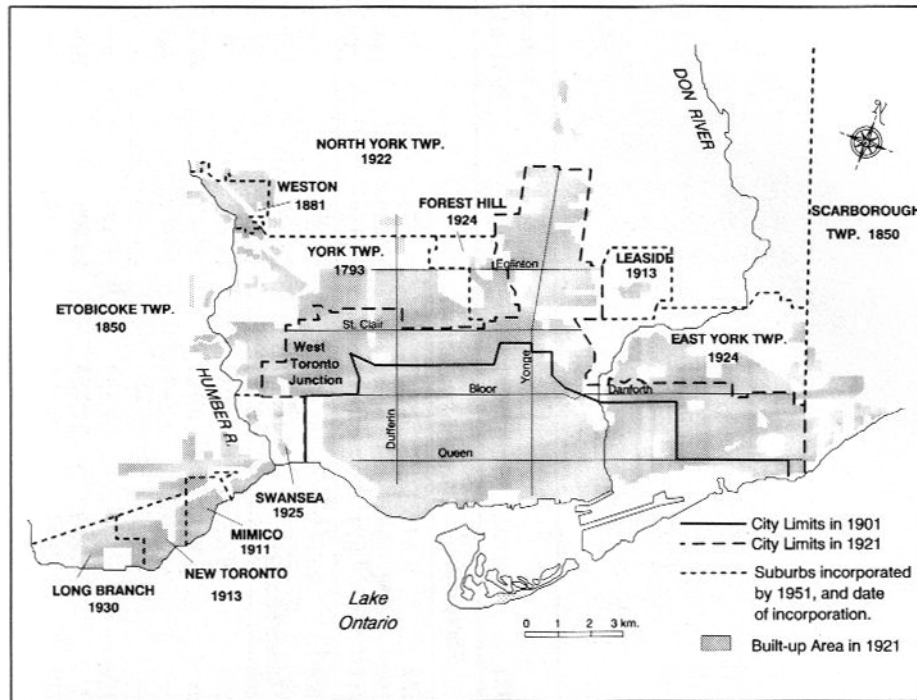 DON RIVER
N
NORTH YORK TWP.
1922
WESTON
1881
FOREST HILL
1924
SCARBOROUGH
TWP. 1850
YORK TWP.
1793
Eglinton
LEASIDE
1913
ETOBICOKE TWP.
1850
St. Clair
EAST YORK TWP.
1924
West
Toronto
Junction
Yonge
Bloor
Danforth
HUMBER R.
Dufferin
Queen
SWANSEA
1925
MIMICO
1911
NEW TORONTO
1913
LONG BRANCH
1930
Lake
Ontario
0 1 2 3 km.
City Limits in 1901
City Limits in 1921
Suburbs incorporated
by 1951, and date
of incorporation.
Built-up Area in 1921